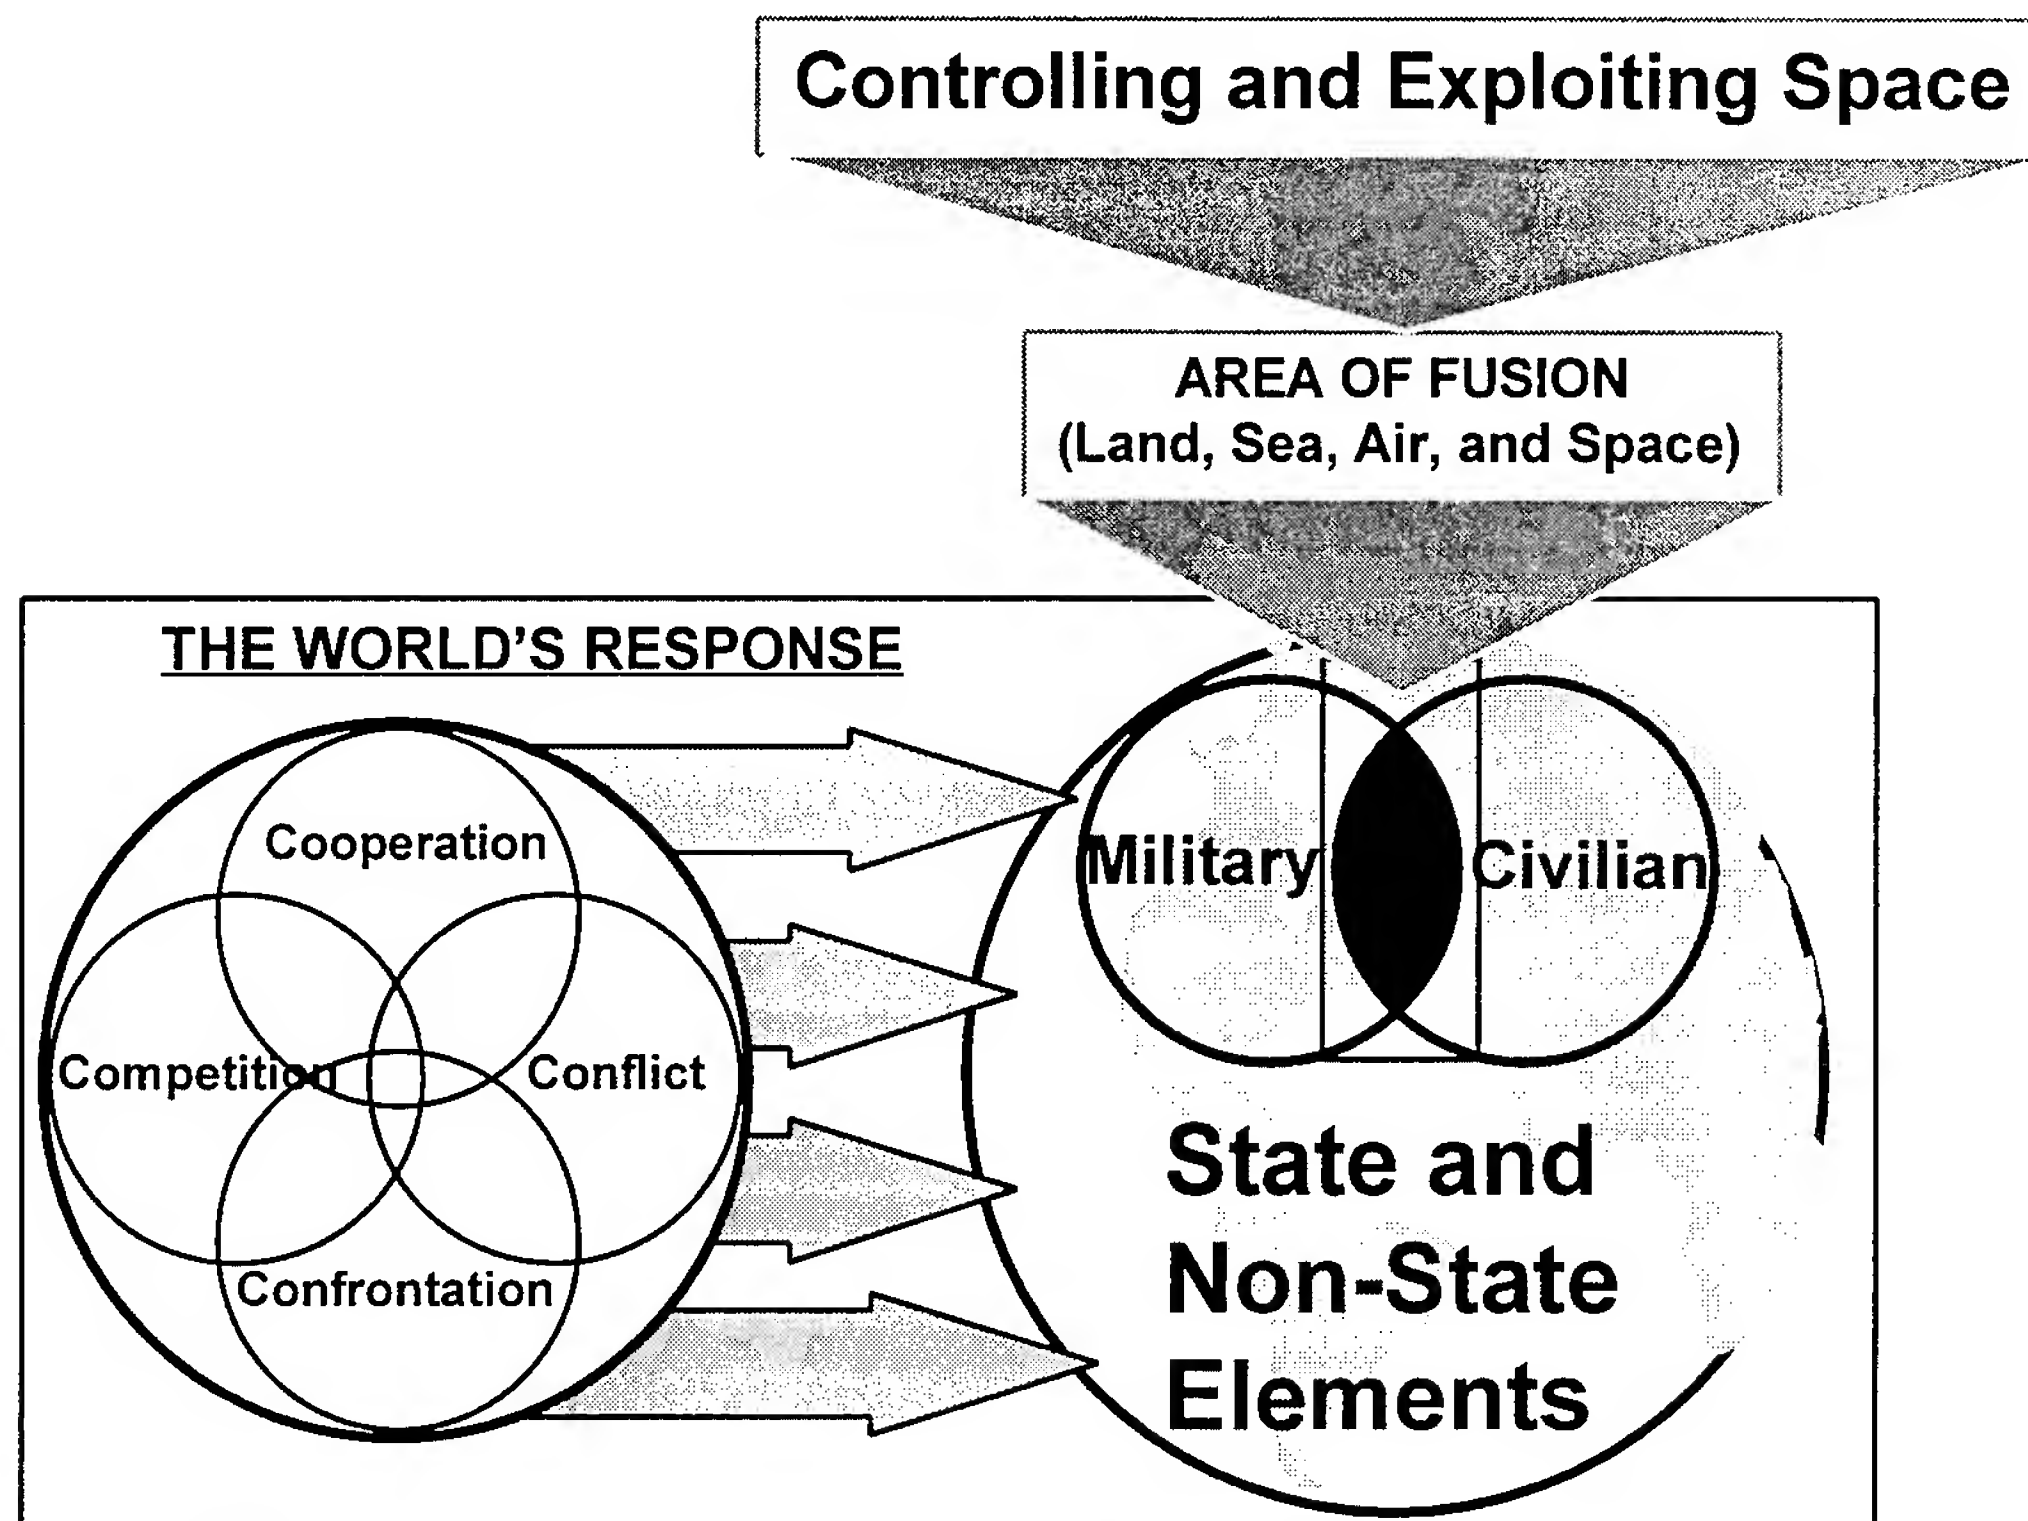 Controlling and Exploiting Space
AREA OF FUSION
(Land, Sea, Air, and Space)
THE WORLD'S RESPONSE
Cooperation
Competition
Conflict
Confrontation
Military
Civilian
State and
Non-State
Elements